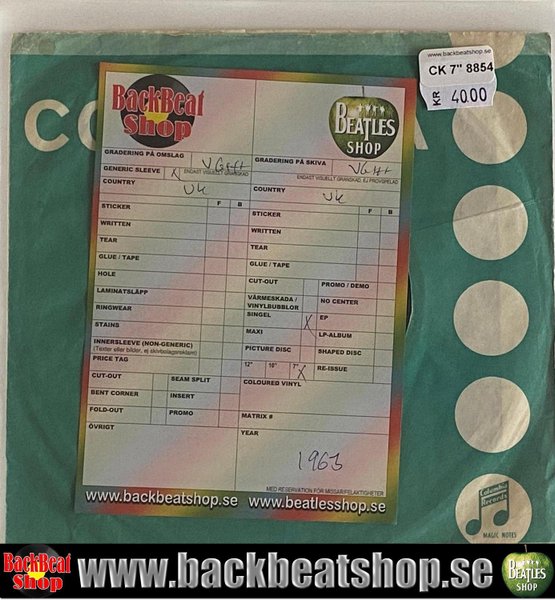 www.backbeatshop.se
CK 7" 8854
KR 40.00
CO A
BackBeat Shop
BEATLES SHOP
GRADERING PÅ OMSLAG
GRADERING PÅ SKIVA
GENERIC SLEEVE X ENDAST VISUELLT GRANSKAD
ENDAST VISUELLT GRANSKAD, EJ PROVSPELAD
COUNTRY UK
COUNTRY UK
F B
STICKER
WRITTEN
TEAR
GLUE / TAPE
HOLE
LAMINATSLÄPP
RINGWEAR
STAINS
INNERSLEEVE (NON-GENERIC)
(Texter eller bilder, ej skivbolagsreklam)
PRICE TAG
CUT-OUT SEAM SPLIT
BENT CORNER INSERT
FOLD-OUT PROMO
ÖVRIGT
F B
STICKER
WRITTEN
TEAR
GLUE / TAPE
CUT-OUT PROMO / DEMO
VÄRMESKADA / VINYLBUBBLOR NO CENTER
SINGEL X EP
MAXI LP-ALBUM
PICTURE DISC SHAPED DISC
12" 10" 7" X RE-ISSUE
COLOURED VINYL
MATRIX #
YEAR
1963
MED RESERVATION FÖR MISSAR/FELAKTIGHETER
www.backbeatshop.se www.beatlesshop.se
Columbia Records
MAGIC NOTES
BackBeat Shop www.backbeatshop.se BEATLES SHOP